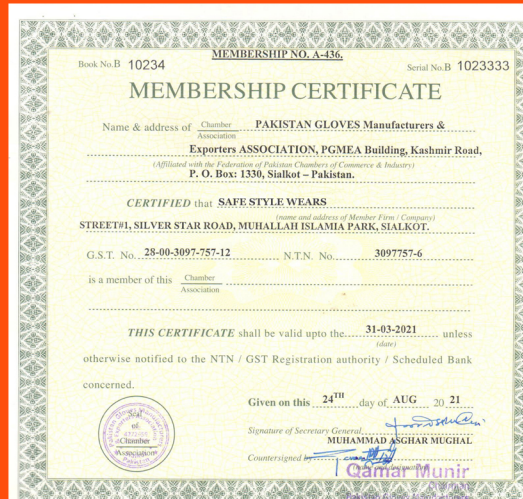 MEMBERSHIP NO. A-436.
Book No.B 10234
Serial No.B 1023333
MEMBERSHIP CERTIFICATE
Name & address of Chamber PAKISTAN GLOVES Manufacturers &
Association
Exporters ASSOCIATION, PGMEA Building, Kashmir Road,
(Affiliated with the Federation of Pakistan Chambers of Commerce & Industry)
P. O. Box: 1330, Sialkot – Pakistan.
CERTIFIED that SAFE STYLE WEARS
(name and address of Member Firm / Company)
STREET#1, SILVER STAR ROAD, MUHALLAH ISLAMIA PARK, SIALKOT.
G.S.T. No. 28-00-3097-757-12 N.T.N. No. 3097757-6
is a member of this Chamber
Association
THIS CERTIFICATE shall be valid upto the 31-03-2021 unless
(date)
otherwise notified to the NTN / GST Registration authority / Scheduled Bank
concerned.
Given on this 24TH day of AUG 20 21
Seal
of
Chamber
Association
Signature of Secretary General
MUHAMMAD ASGHAR MUGHAL
Countersigned by
Qamar Munir
Chairman